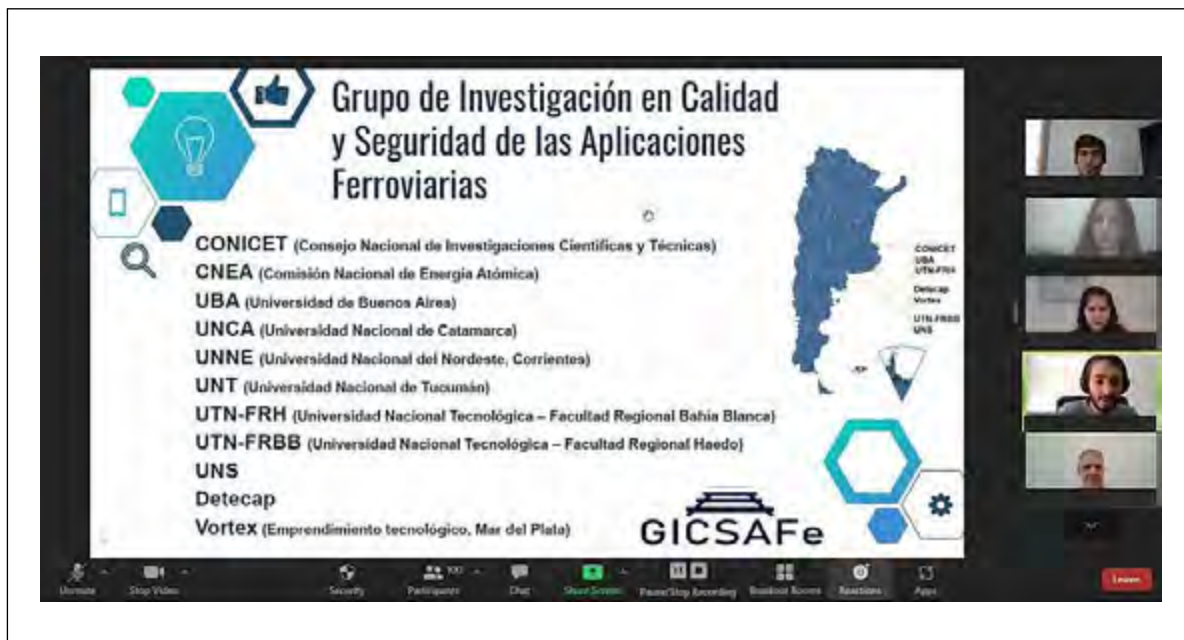 Grupo de Investigación en Calidad
y Seguridad de las Aplicaciones
Ferroviarias
CONICET (Consejo Nacional de Investigaciones Científicas y Técnicas)
CNEA (Comisión Nacional de Energía Atómica)
UBA (Universidad de Buenos Aires)
UNCA (Universidad Nacional de Catamarca)
UNNE (Universidad Nacional del Nordeste, Corrientes)
UNT (Universidad Nacional de Tucumán)
UTN-FRH (Universidad Nacional Tecnológica – Facultad Regional Bahía Blanca)
UTN-FRBB (Universidad Nacional Tecnológica – Facultad Regional Haedo)
UNS
Detecap
Vortex (Emprendimiento tecnológico, Mar del Plata)
CONICET
UBA
UTN-FRH
Detecap
Vortex
UTN-FRBB
UNS
GICSAFe
Unmute
Stop Video
Security
Participants
100
Chat
Share Screen
Pause/Stop Recording
Breakout Rooms
Reactions
Apps
Leave